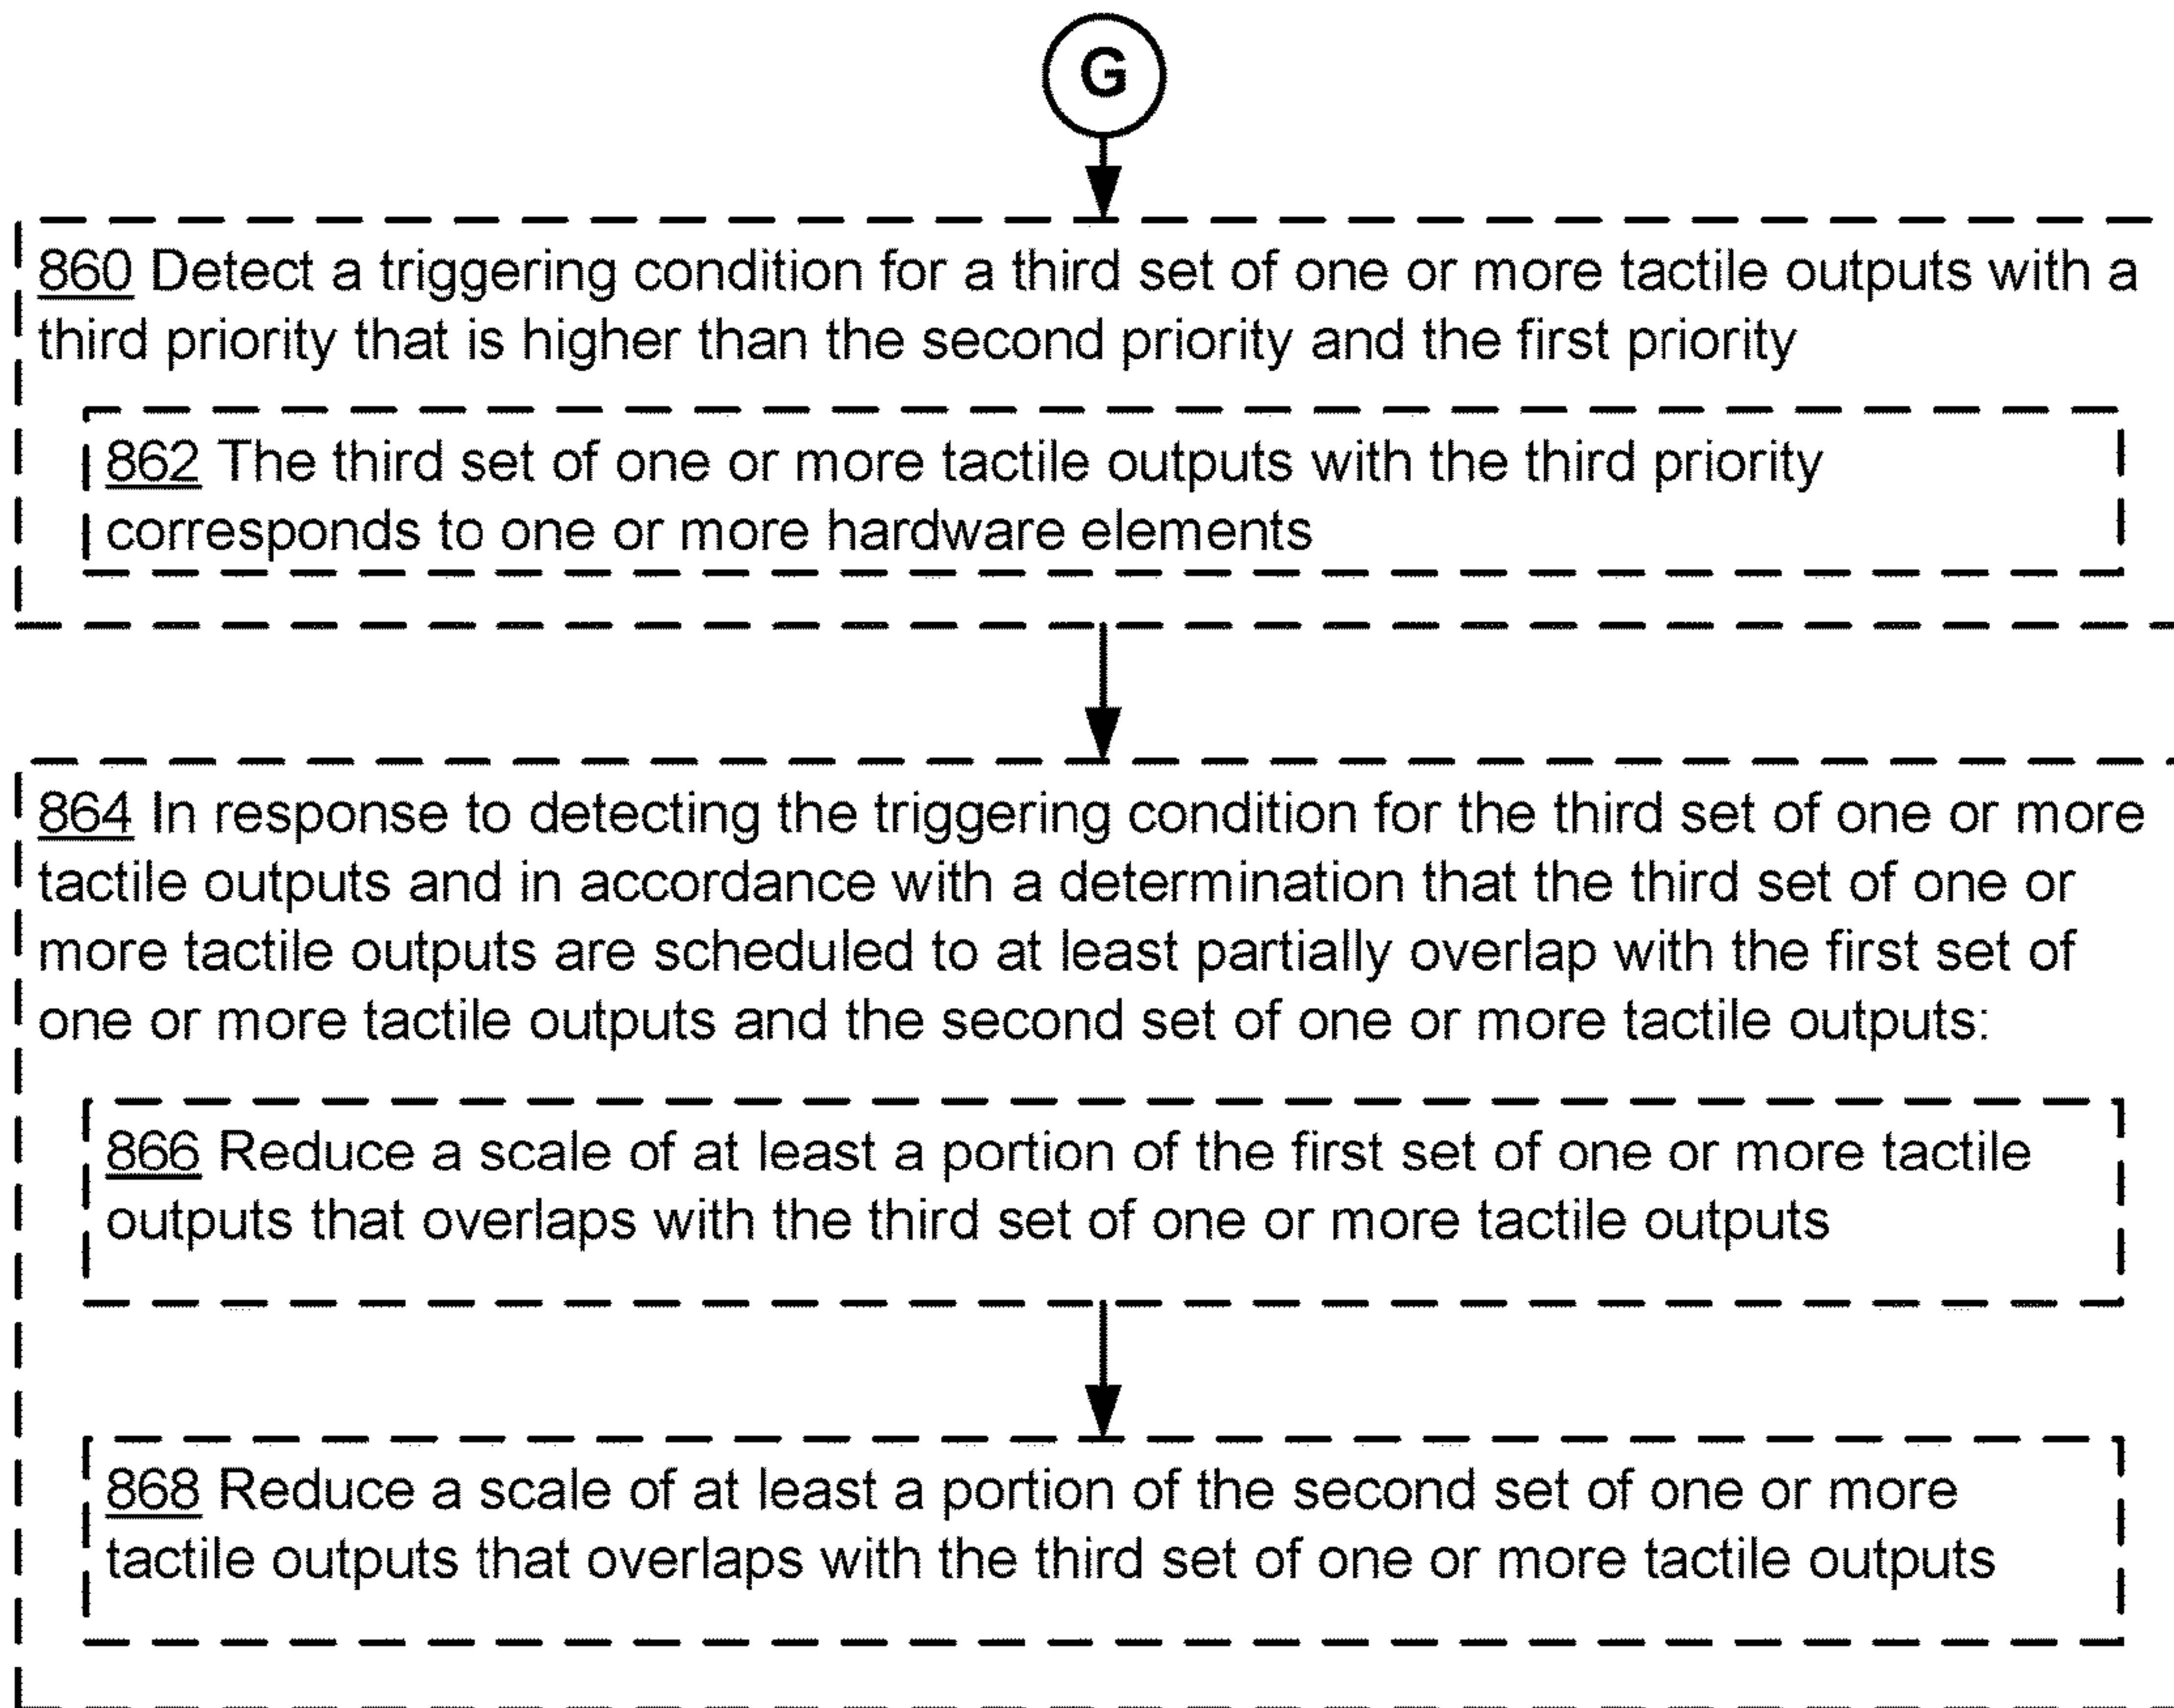 G
860 Detect a triggering condition for a third set of one or more tactile outputs with a
third priority that is higher than the second priority and the first priority
862 The third set of one or more tactile outputs with the third priority
corresponds to one or more hardware elements
864 In response to detecting the triggering condition for the third set of one or more
tactile outputs and in accordance with a determination that the third set of one or
more tactile outputs are scheduled to at least partially overlap with the first set of
one or more tactile outputs and the second set of one or more tactile outputs:
866 Reduce a scale of at least a portion of the first set of one or more tactile
outputs that overlaps with the third set of one or more tactile outputs
868 Reduce a scale of at least a portion of the second set of one or more
tactile outputs that overlaps with the third set of one or more tactile outputs